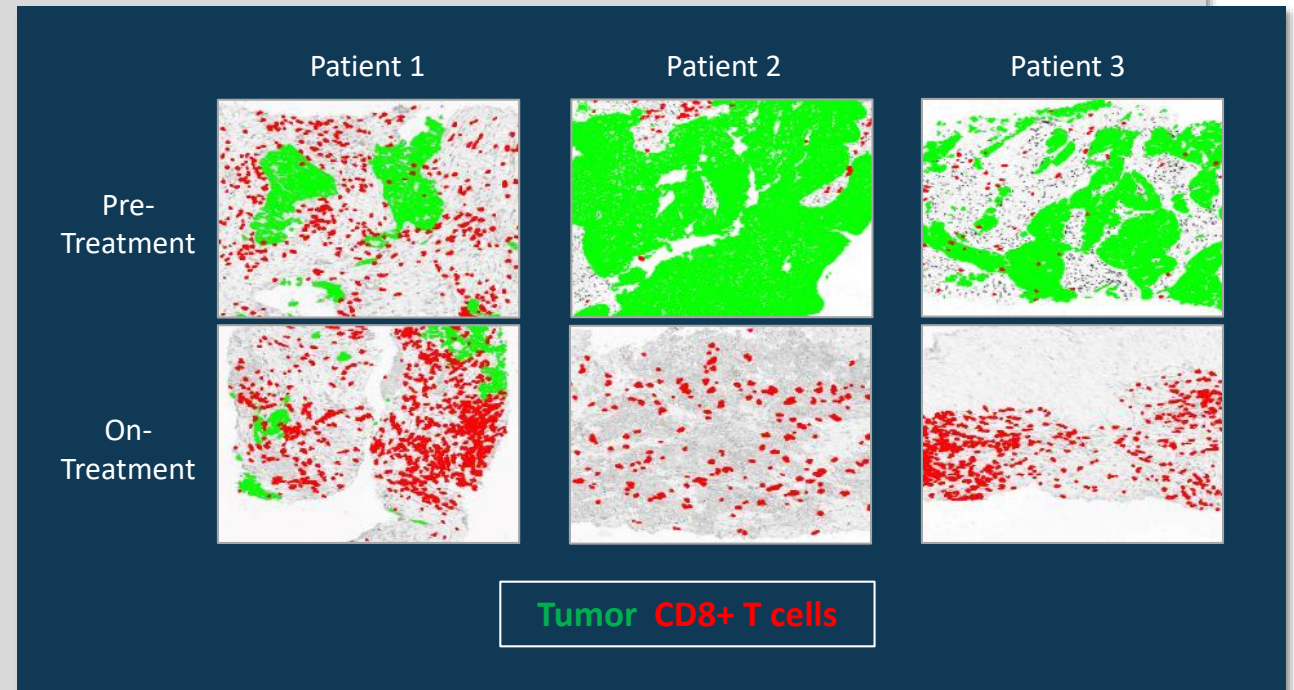 Patient 1
Patient 2
Patient 3
Pre-
Treatment
On-
Treatment
Tumor CD8+ T cells